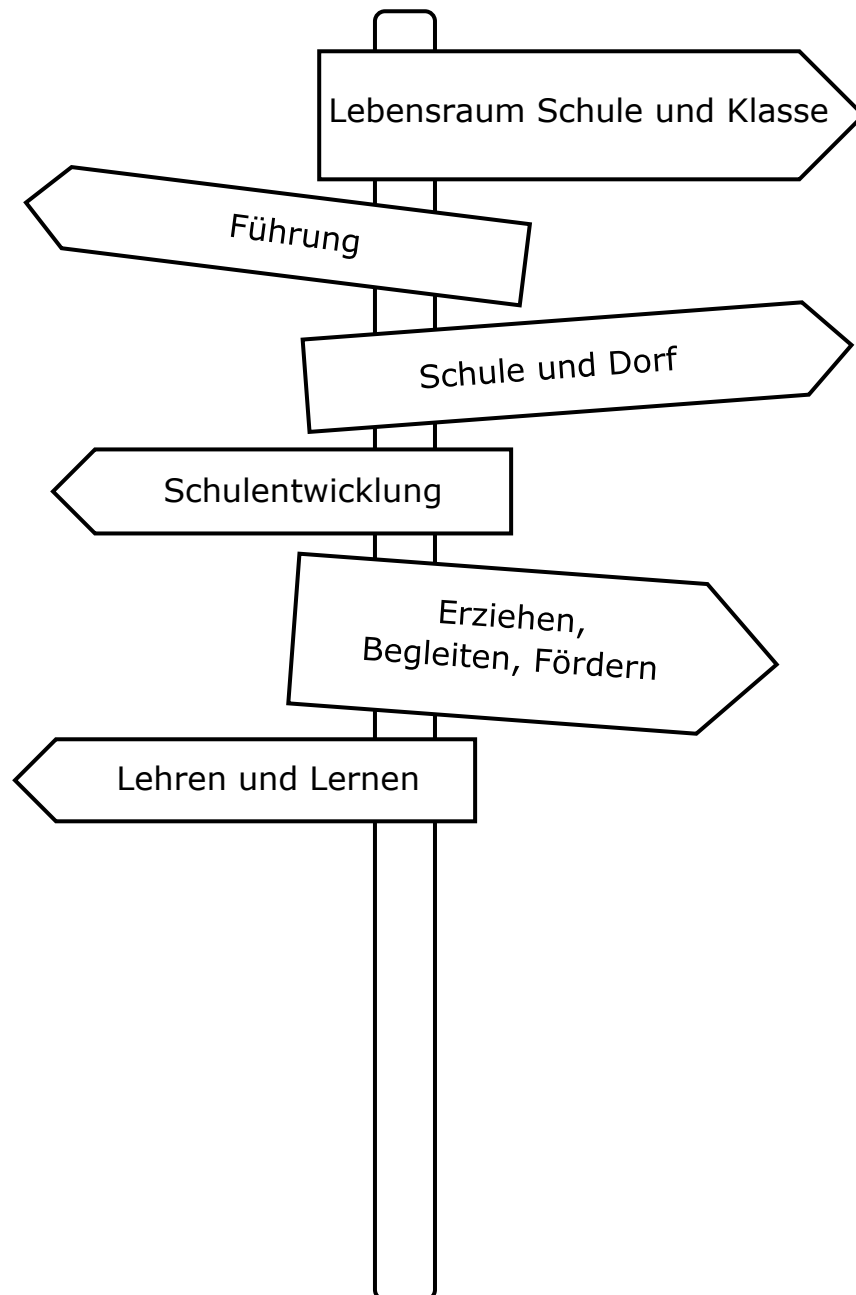 Lebensraum Schule und Klasse
Führung
Schule und Dorf
Schulentwicklung
Erziehen,
Begleiten, Fördern
Lehren und Lernen